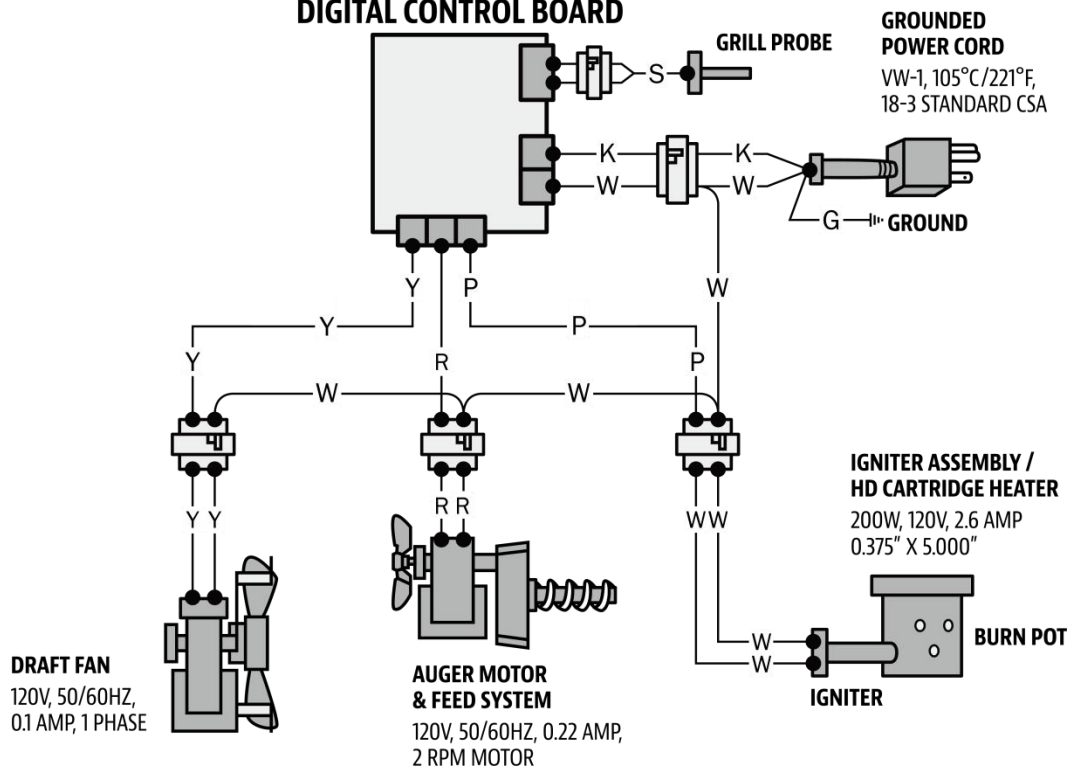 DIGITAL CONTROL BOARD
GRILL PROBE
S
GROUNDED
POWER CORD
VW-1, 105°C/221°F,
18-3 STANDARD CSA
K K
W W
G GROUND
Y P W
Y P
Y R P
W W
Y Y
R R
WW
IGNITER ASSEMBLY /
HD CARTRIDGE HEATER
200W, 120V, 2.6 AMP
0.375" X 5.000"
W
W
BURN POT
IGNITER
DRAFT FAN
120V, 50/60HZ,
0.1 AMP, 1 PHASE
AUGER MOTOR
& FEED SYSTEM
120V, 50/60HZ, 0.22 AMP,
2 RPM MOTOR